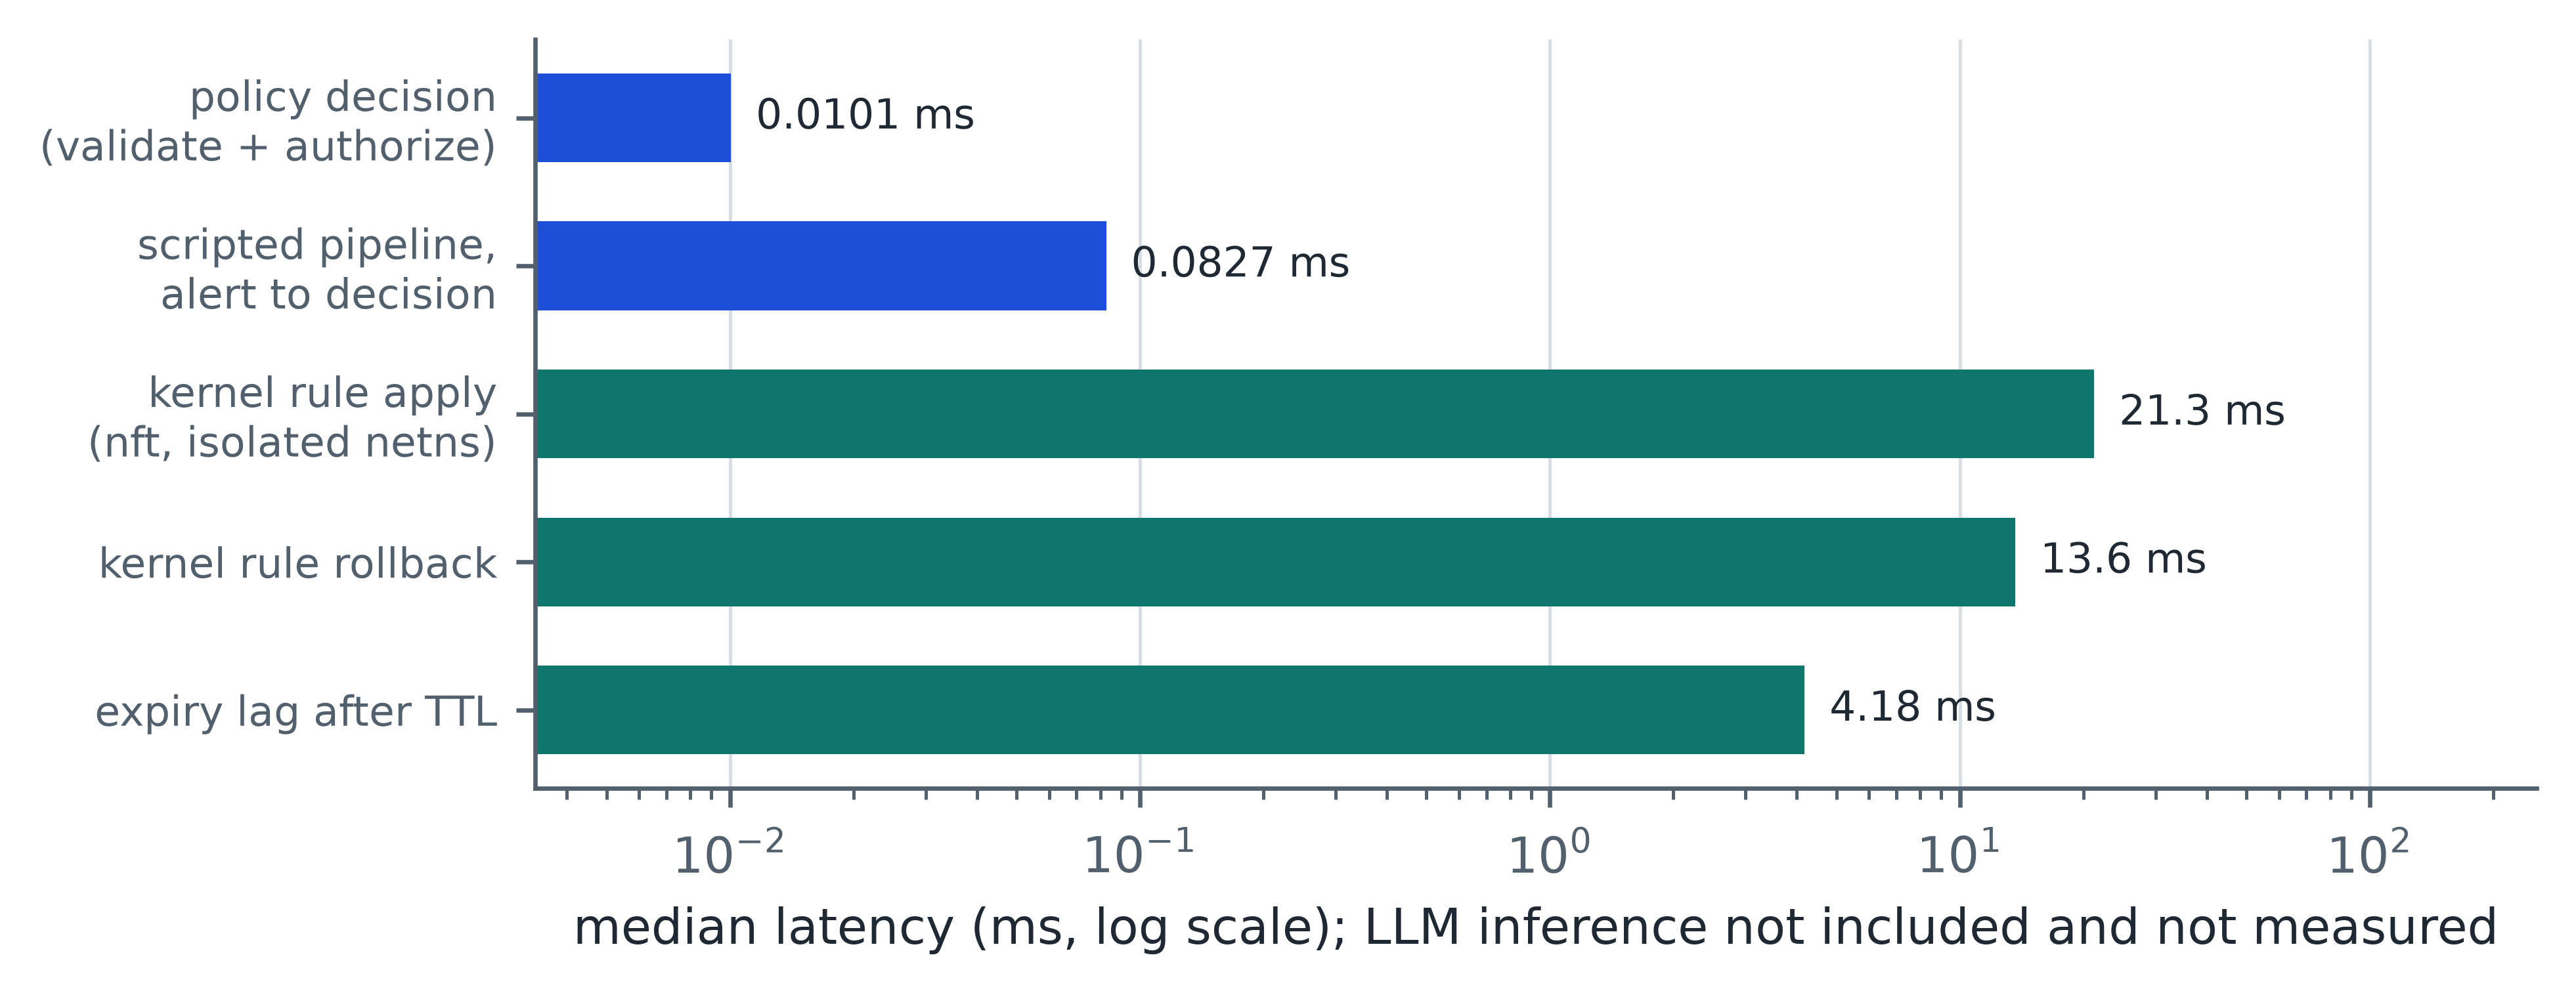 policy decision
(validate + authorize)
0.0101 ms
scripted pipeline,
alert to decision
0.0827 ms
kernel rule apply
(nft, isolated netns)
21.3 ms
kernel rule rollback
13.6 ms
expiry lag after TTL
4.18 ms
10⁻² 10⁻¹ 10⁰ 10¹ 10²
median latency (ms, log scale); LLM inference not included and not measured